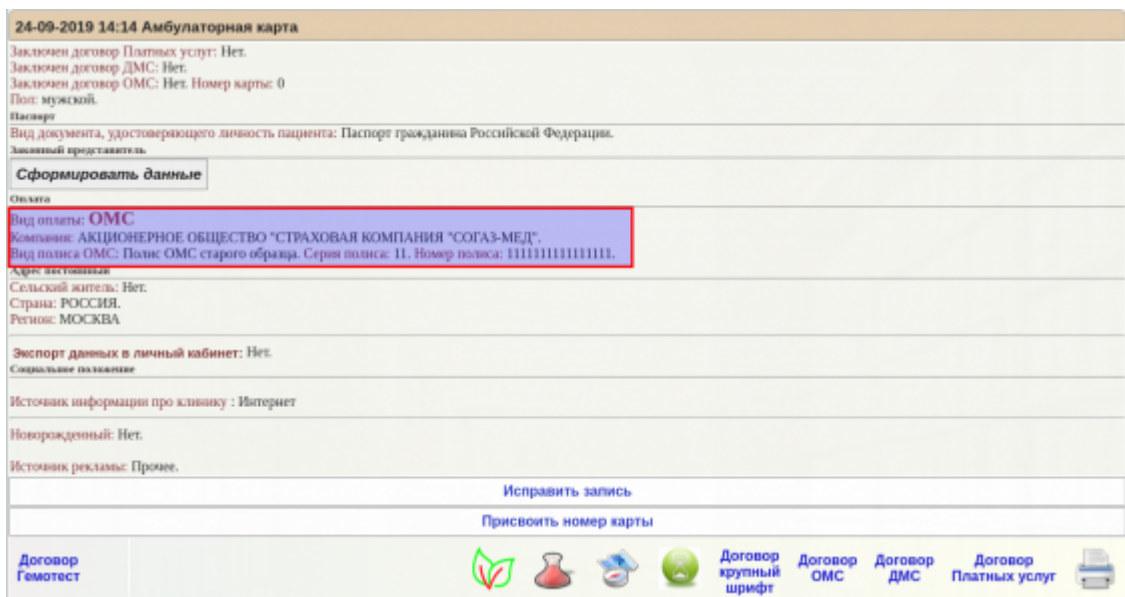 24-09-2019 14:14 Амбулаторная карта
Заключен договор Платных услуг: Нет.
Заключен договор ДМС: Нет.
Заключен договор ОМС: Нет. Номер карты: 0
Пол: мужской.
Паспорт
Вид документа, удостоверяющего личность пациента: Паспорт гражданина Российской Федерации.
Законный представитель
Сформировать данные
Оплата
Вид оплаты: ОМС
Компания: АКЦИОНЕРНОЕ ОБЩЕСТВО "СТРАХОВАЯ КОМПАНИЯ "СОГАЗ-МЕД".
Вид полиса ОМС: Полис ОМС старого образца. Серия полиса: 11. Номер полиса: 1111111111111111.
Адрес постоянный
Сельский житель: Нет.
Страна: РОССИЯ.
Регион: МОСКВА
Экспорт данных в личный кабинет: Нет.
Социальное положение
Источник информации про клинику : Интернет
Новорожденный: Нет.
Источник рекламы: Прочее.
Исправить запись
Присвоить номер карты
Договор Гемотест
Договор крупный шрифт
Договор ОМС
Договор ДМС
Договор Платных услуг